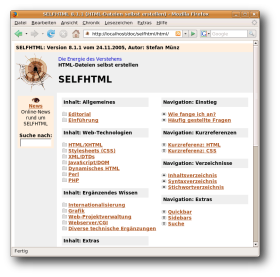 SELFHTML: Version 8.1.1 vom 24.11.2005, Autor: Stefan Münz
Datei Bearbeiten Ansicht Chronik Lesezeichen Extras Hilfe
http://localhost/doc/selfhtml/html/
Google
SELFHTML: Version 8.1.1 vom 24.11.2005, Autor: Stefan Münz
Die Energie des Verstehens
HTML-Dateien selbst erstellen
SELFHTML
News
Online-News
rund um
SELFHTML
Suche nach:
Inhalt: Allgemeines
Editorial
Einführung
Inhalt: Web-Technologien
HTML/XHTML
Stylesheets (CSS)
XML/DTDs
JavaScript/DOM
Dynamisches HTML
Perl
PHP
Inhalt: Ergänzendes Wissen
Internationalisierung
Grafik
Web-Projektverwaltung
Webserver/CGI
Diverse technische Ergänzungen
Inhalt: Extras
Navigation: Einstieg
Wie fange ich an?
Häufig gestellte Fragen
Navigation: Kurzreferenzen
Kurzreferenz: HTML
Kurzreferenz: CSS
Navigation: Verzeichnisse
Inhaltsverzeichnis
Syntaxverzeichnis
Stichwortverzeichnis
Navigation: Extras
Quickbar
Sidebars
Suche
Fertig